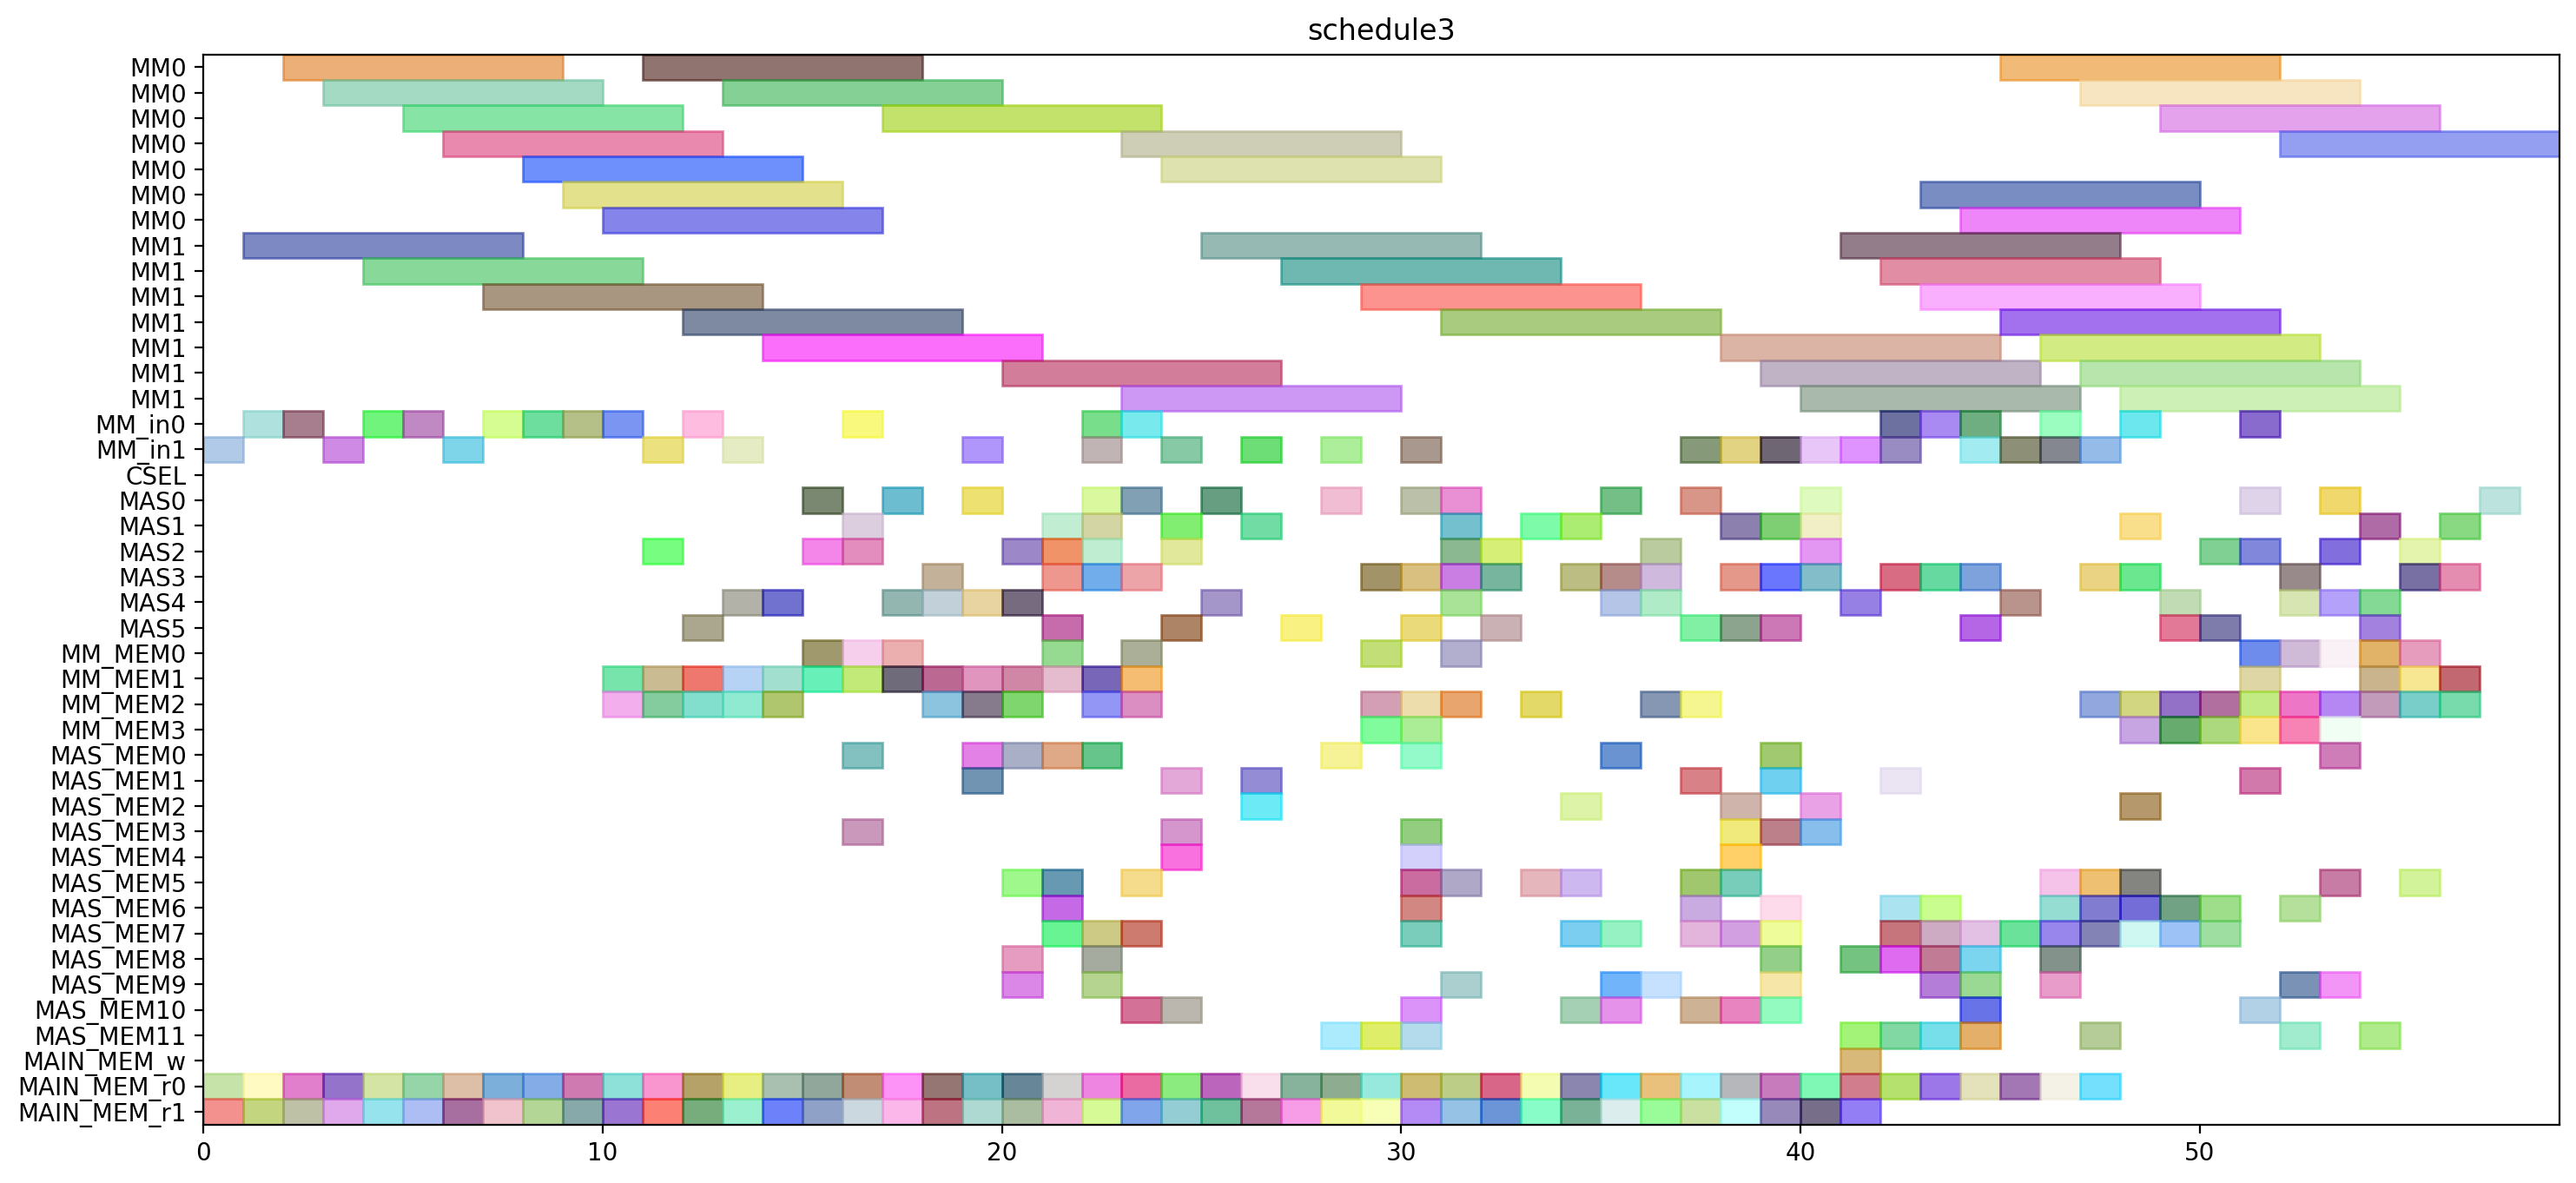 schedule3
MM0
MM0
MM0
MM0
MM0
MM0
MM0
MM1
MM1
MM1
MM1
MM1
MM1
MM1
MM_in0
MM_in1
CSEL
MAS0
MAS1
MAS2
MAS3
MAS4
MAS5
MM_MEM0
MM_MEM1
MM_MEM2
MM_MEM3
MAS_MEM0
MAS_MEM1
MAS_MEM2
MAS_MEM3
MAS_MEM4
MAS_MEM5
MAS_MEM6
MAS_MEM7
MAS_MEM8
MAS_MEM9
MAS_MEM10
MAS_MEM11
MAIN_MEM_w
MAIN_MEM_r0
MAIN_MEM_r1
0 10 20 30 40 50